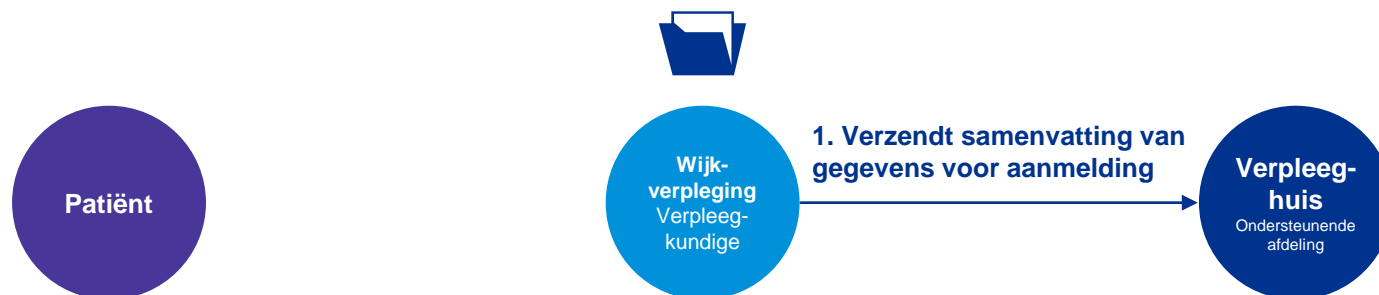 Patiënt
Wijk-
verpleging
Verpleeg-
kundige
1. Verzendt samenvatting van
gegevens voor aanmelding
Verpleeg-
huis
Ondersteunende
afdeling